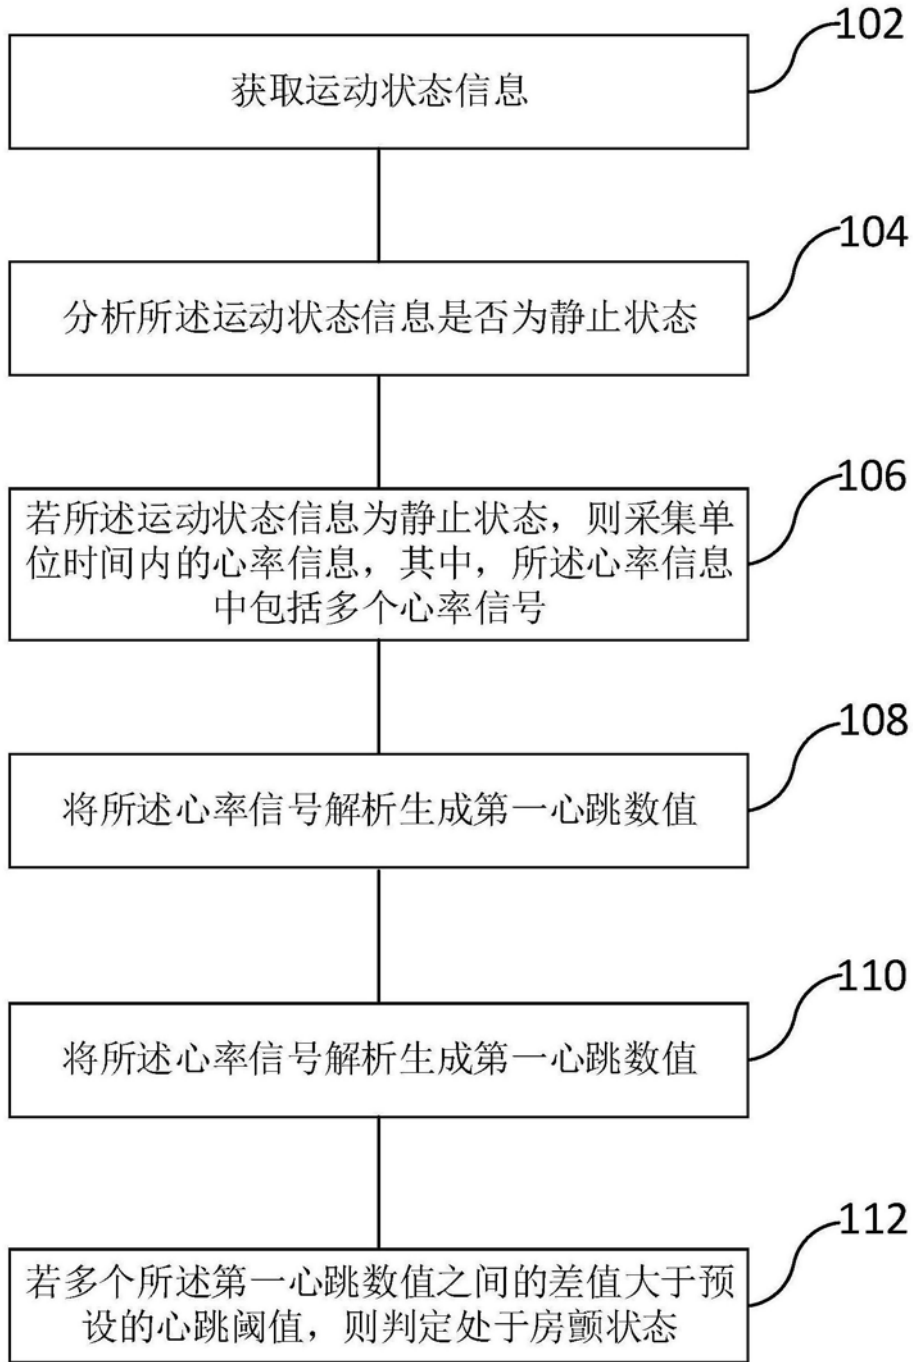 102
获取运动状态信息
104
分析所述运动状态信息是否为静止状态
106
若所述运动状态信息为静止状态，则采集单
位时间内的心率信息，其中，所述心率信息
中包括多个心率信号
108
将所述心率信号解析生成第一心跳数值
110
将所述心率信号解析生成第一心跳数值
112
若多个所述第一心跳数值之间的差值大于预
设的心跳阈值，则判定处于房颤状态